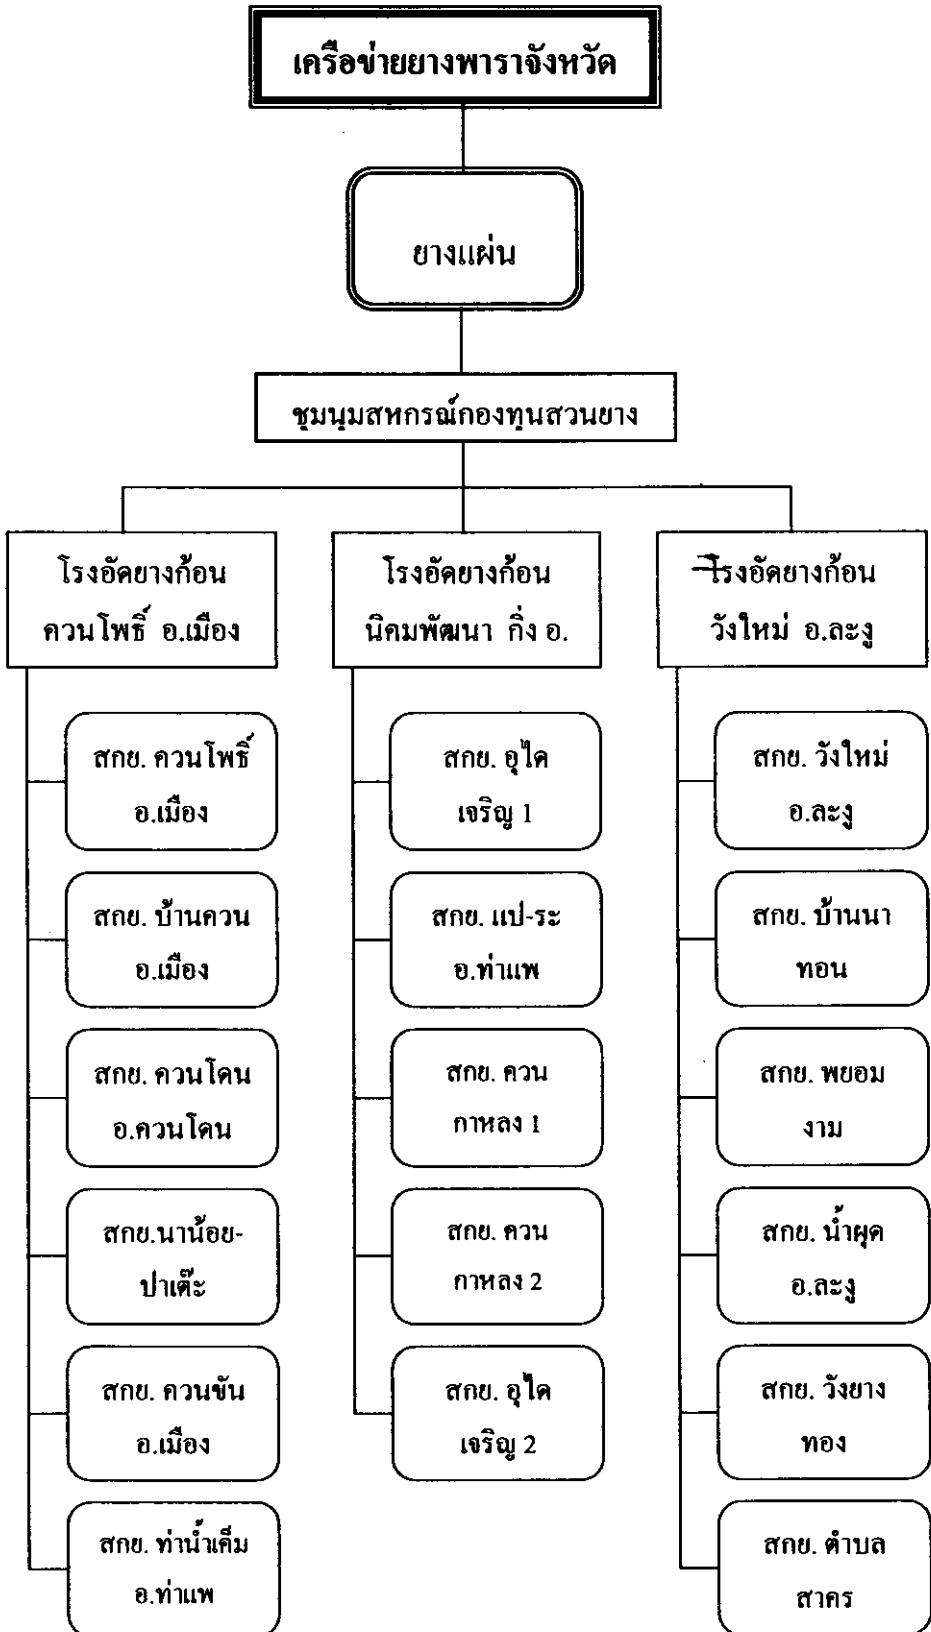 เครือข่ายยางพาราจังหวัด
ยางแผ่น
ชุมนุมสหกรณ์กองทุนสวนยาง
โรงอัดยางก้อน
ควนโพธิ์ อ.เมือง
สกย. ควนโพธิ์
อ.เมือง
สกย. บ้านควน
อ.เมือง
สกย. ควนโดน
อ.ควนโดน
สกย.นาน้อย-
ปาเต๊ะ
สกย. ควนขัน
อ.เมือง
สกย. ท่าน้ำเค็ม
อ.ท่าแพ
โรงอัดยางก้อน
นิคมพัฒนา กิ่ง อ.
สกย. อุได
เจริญ 1
สกย. แป-ระ
อ.ท่าแพ
สกย. ควน
กาหลง 1
สกย. ควน
กาหลง 2
สกย. อุได
เจริญ 2
โรงอัดยางก้อน
วังใหม่ อ.ละงู
สกย. วังใหม่
อ.ละงู
สกย. บ้านนา
ทอน
สกย. พยอม
งาม
สกย. น้ำผุด
อ.ละงู
สกย. วังยาง
ทอง
สกย. ตำบล
สาคร